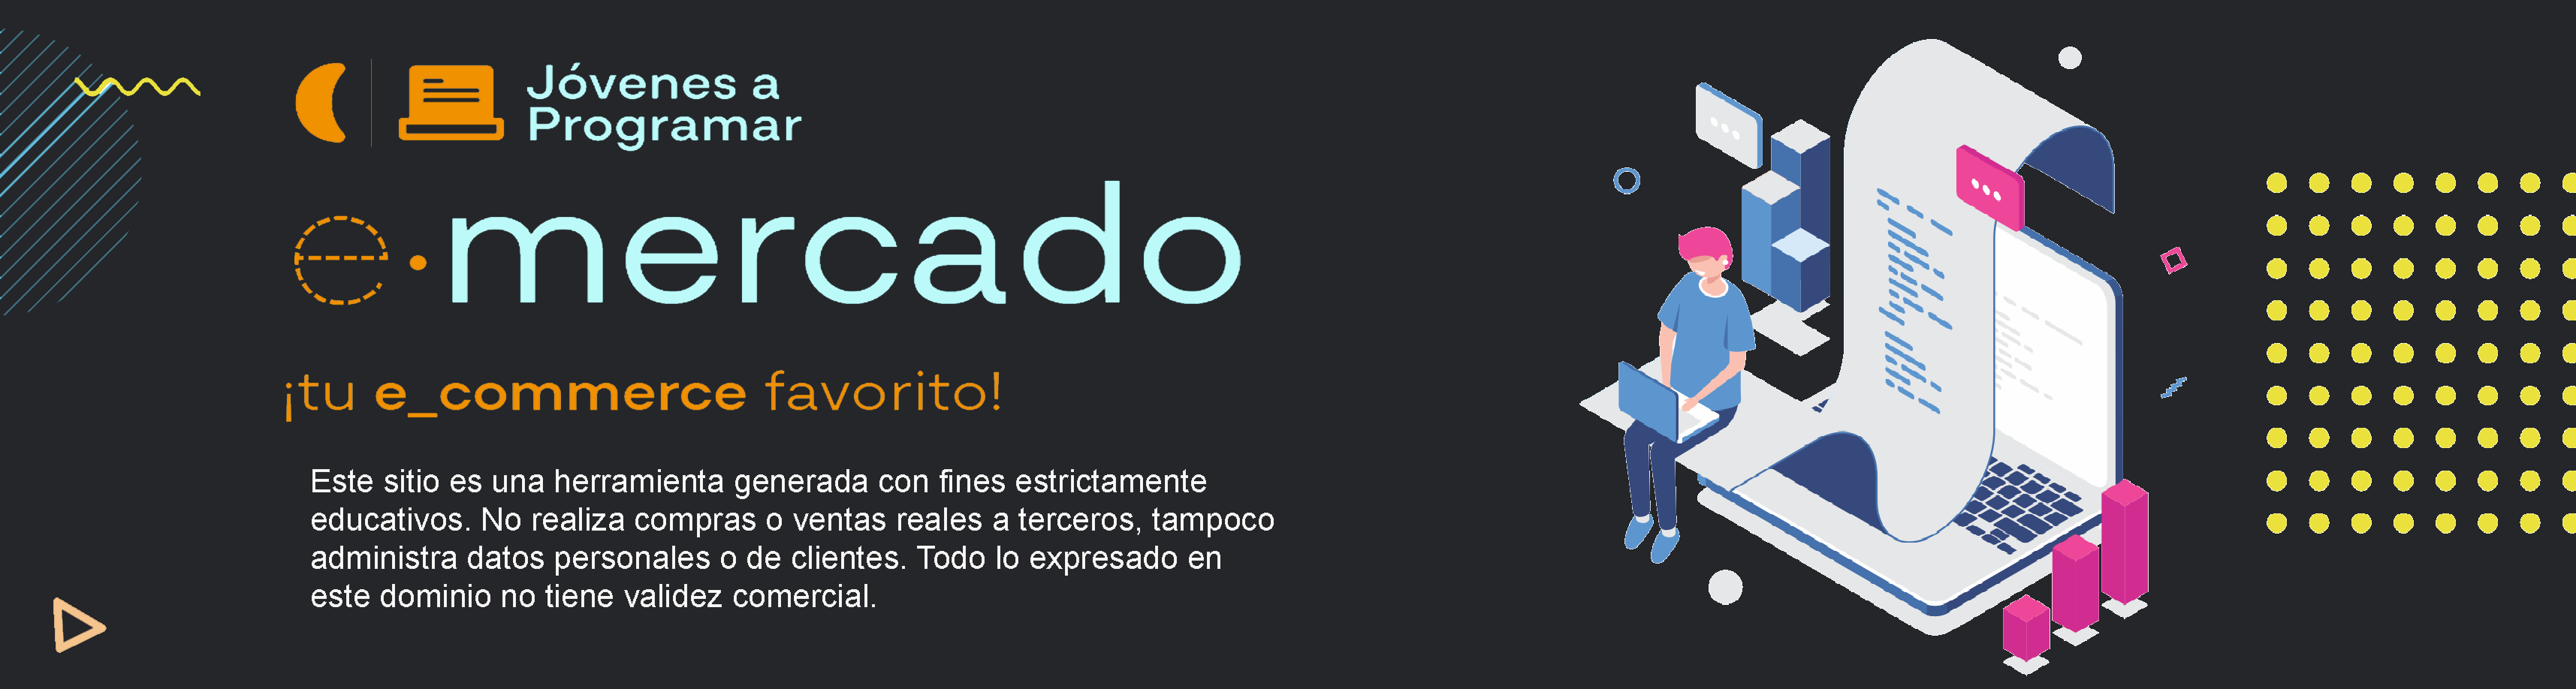 Jóvenes a
Programar
e.mercado
¡tu e_commerce favorito!
Este sitio es una herramienta generada con fines estrictamente
educativos. No realiza compras o ventas reales a terceros, tampoco
administra datos personales o de clientes. Todo lo expresado en
este dominio no tiene validez comercial.